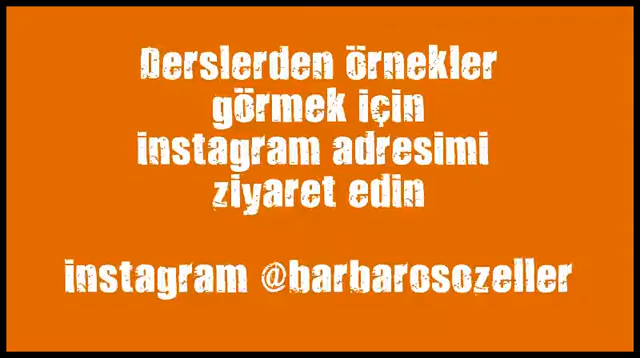 Derslerden örnekler
görmek için
instagram adresimi
ziyaret edin
instagram @barbarosozeller